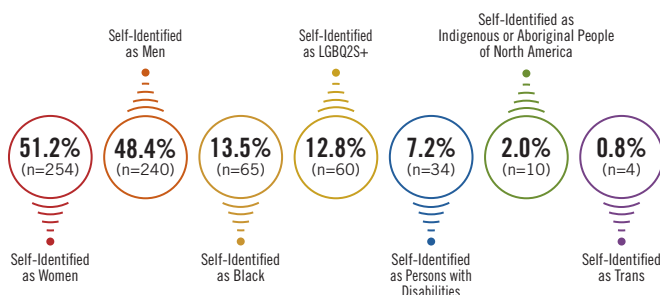 Self-Identified as
Indigenous or Aboriginal People
of North America
Self-Identified
as Men
Self-Identified
as LGBQ2S+
51.2%
(n=254)
48.4%
(n=240)
13.5%
(n=65)
12.8%
(n=60)
7.2%
(n=34)
2.0%
(n=10)
0.8%
(n=4)
Self-Identified
as Women
Self-Identified
as Black
Self-Identified
as Persons with
Disabilities
Self-Identified
as Trans